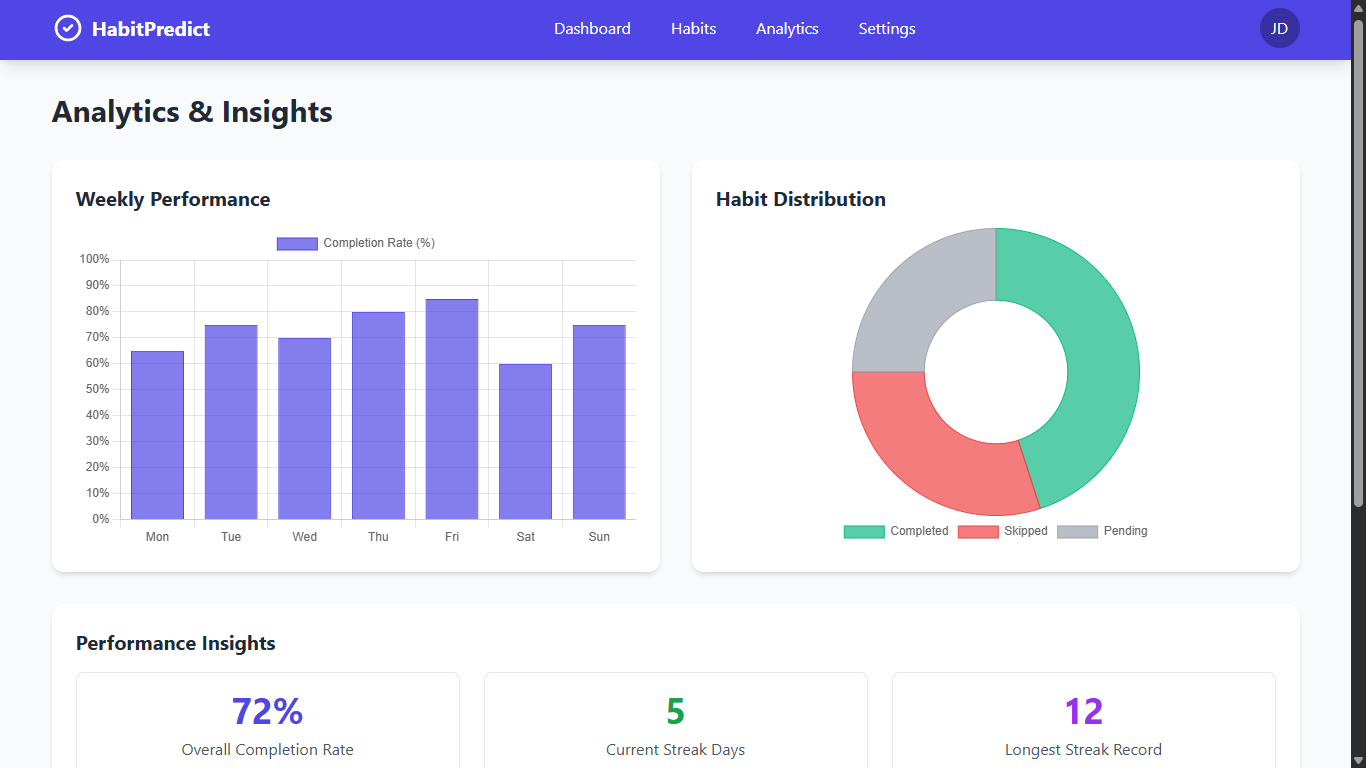 HabitPredict
Dashboard Habits Analytics Settings
JD
Analytics & Insights
Weekly Performance
Completion Rate (%)
100%
90%
80%
70%
60%
50%
40%
30%
20%
10%
0%
Mon Tue Wed Thu Fri Sat Sun
Habit Distribution
Completed Skipped Pending
Performance Insights
72%
Overall Completion Rate
5
Current Streak Days
12
Longest Streak Record